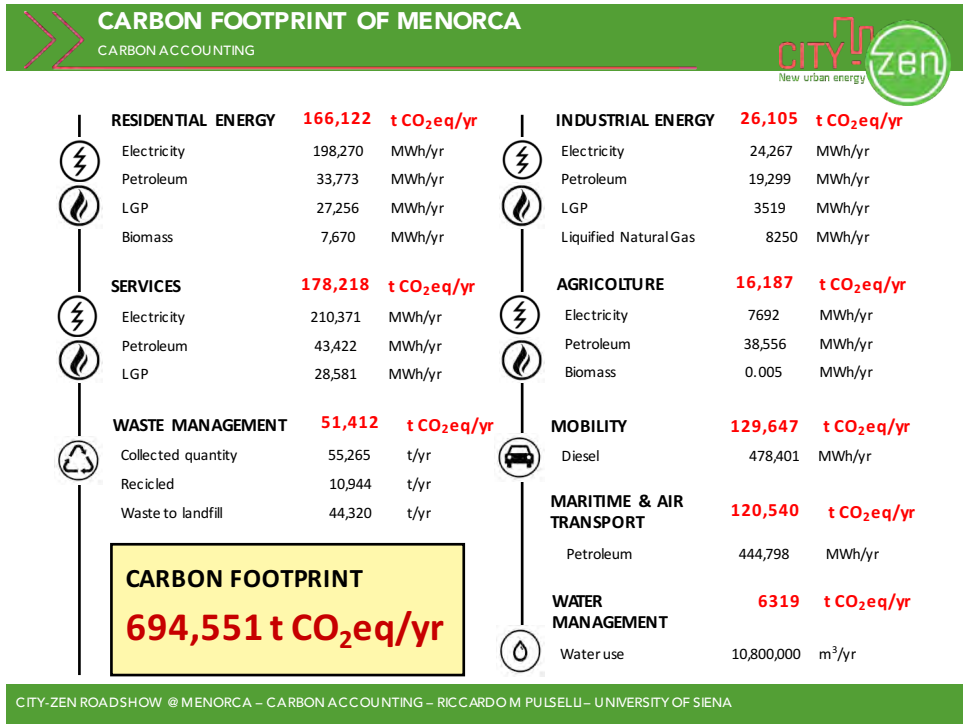 CARBON FOOTPRINT OF MENORCA
CARBON ACCOUNTING
CITY-zen
New urban energy
RESIDENTIAL ENERGY 166,122 t CO₂eq/yr
Electricity 198,270 MWh/yr
Petroleum 33,773 MWh/yr
LGP 27,256 MWh/yr
Biomass 7,670 MWh/yr
SERVICES 178,218 t CO₂eq/yr
Electricity 210,371 MWh/yr
Petroleum 43,422 MWh/yr
LGP 28,581 MWh/yr
WASTE MANAGEMENT 51,412 t CO₂eq/yr
Collected quantity 55,265 t/yr
Recicled 10,944 t/yr
Waste to landfill 44,320 t/yr
CARBON FOOTPRINT
694,551 t CO₂eq/yr
INDUSTRIAL ENERGY 26,105 t CO₂eq/yr
Electricity 24,267 MWh/yr
Petroleum 19,299 MWh/yr
LGP 3519 MWh/yr
Liquified Natural Gas 8250 MWh/yr
AGRICOLTURE 16,187 t CO₂eq/yr
Electricity 7692 MWh/yr
Petroleum 38,556 MWh/yr
Biomass 0.005 MWh/yr
MOBILITY 129,647 t CO₂eq/yr
Diesel 478,401 MWh/yr
MARITIME & AIR
TRANSPORT 120,540 t CO₂eq/yr
Petroleum 444,798 MWh/yr
WATER 6319 t CO₂eq/yr
MANAGEMENT
Water use 10,800,000 m³/yr
CITY-ZEN ROADSHOW @ MENORCA – CARBON ACCOUNTING – RICCARDO M PULSELLI – UNIVERSITY OF SIENA